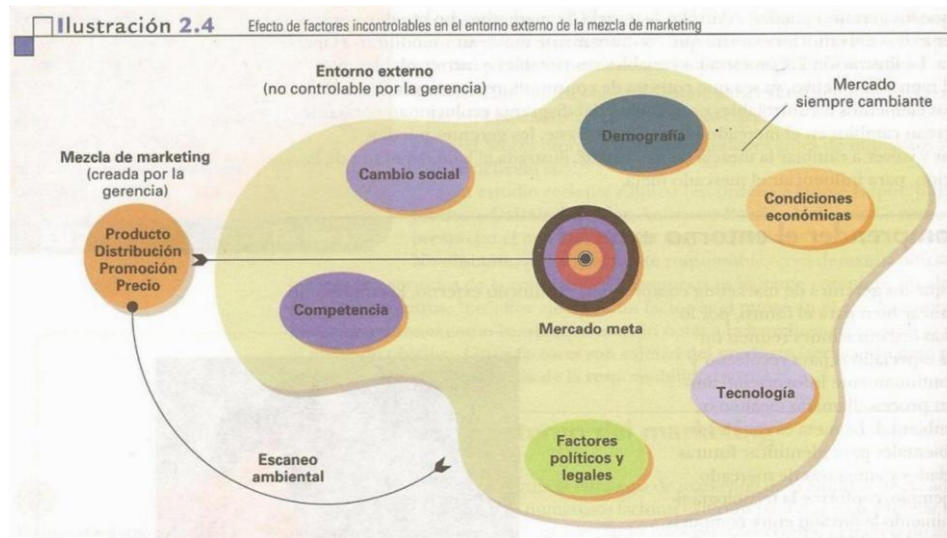 Ilustración 2.4
Efecto de factores incontrolables en el entorno externo de la mezcla de marketing
Entorno externo
(no controlable por la gerencia)
Mercado
siempre cambiante
Mezcla de marketing
(creada por la
gerencia)
Demografía
Cambio social
Condiciones
económicas
Producto
Distribución
Promoción
Precio
Competencia
Mercado meta
Tecnología
Factores
políticos y
legales
Escaneo
ambiental